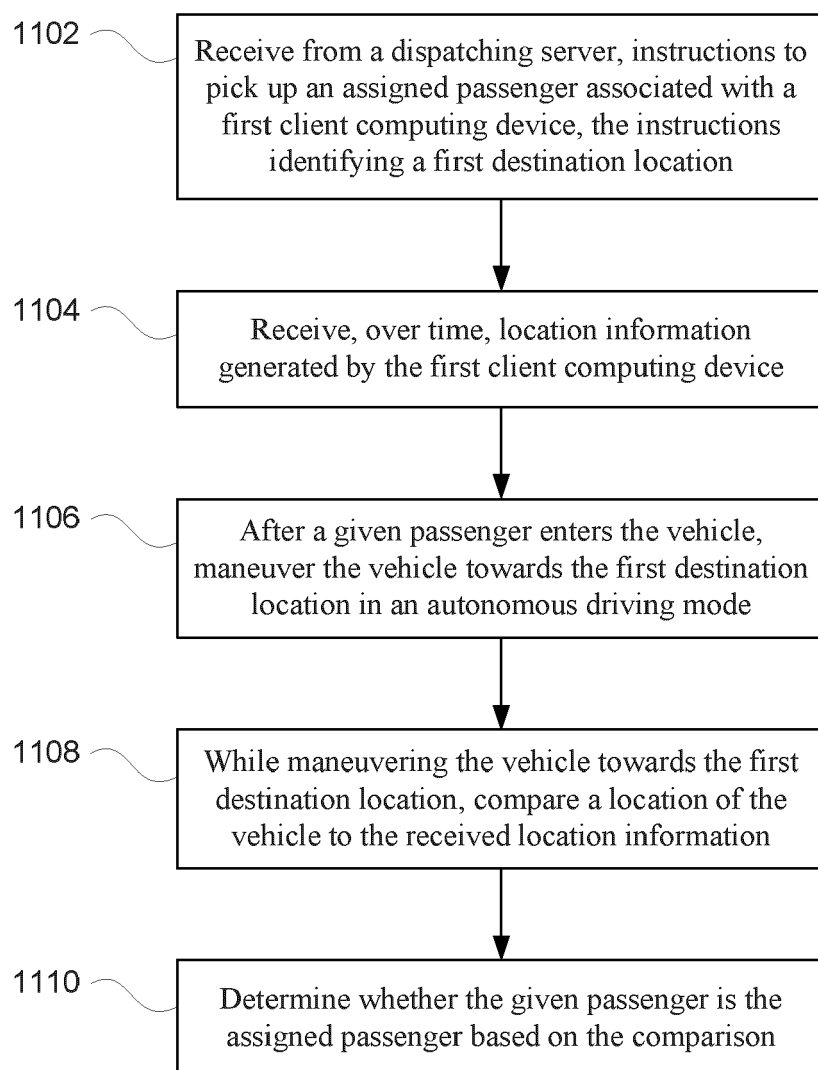 1102
Receive from a dispatching server, instructions to
pick up an assigned passenger associated with a
first client computing device, the instructions
identifying a first destination location
1104
Receive, over time, location information
generated by the first client computing device
1106
After a given passenger enters the vehicle,
maneuver the vehicle towards the first destination
location in an autonomous driving mode
1108
While maneuvering the vehicle towards the first
destination location, compare a location of the
vehicle to the received location information
1110
Determine whether the given passenger is the
assigned passenger based on the comparison